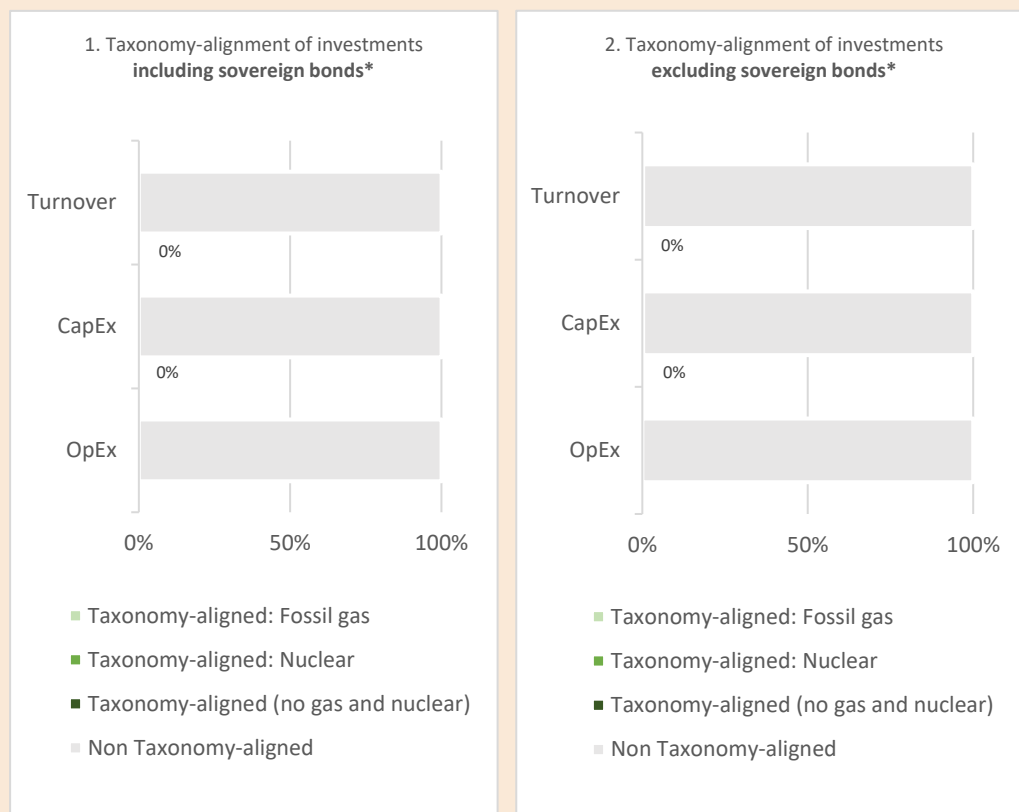 1. Taxonomy-alignment of investments
including sovereign bonds*
Turnover
0%
CapEx
0%
OpEx
0% 50% 100%
Taxonomy-aligned: Fossil gas
Taxonomy-aligned: Nuclear
Taxonomy-aligned (no gas and nuclear)
Non Taxonomy-aligned
2. Taxonomy-alignment of investments
excluding sovereign bonds*
Turnover
0%
CapEx
0%
OpEx
0% 50% 100%
Taxonomy-aligned: Fossil gas
Taxonomy-aligned: Nuclear
Taxonomy-aligned (no gas and nuclear)
Non Taxonomy-aligned